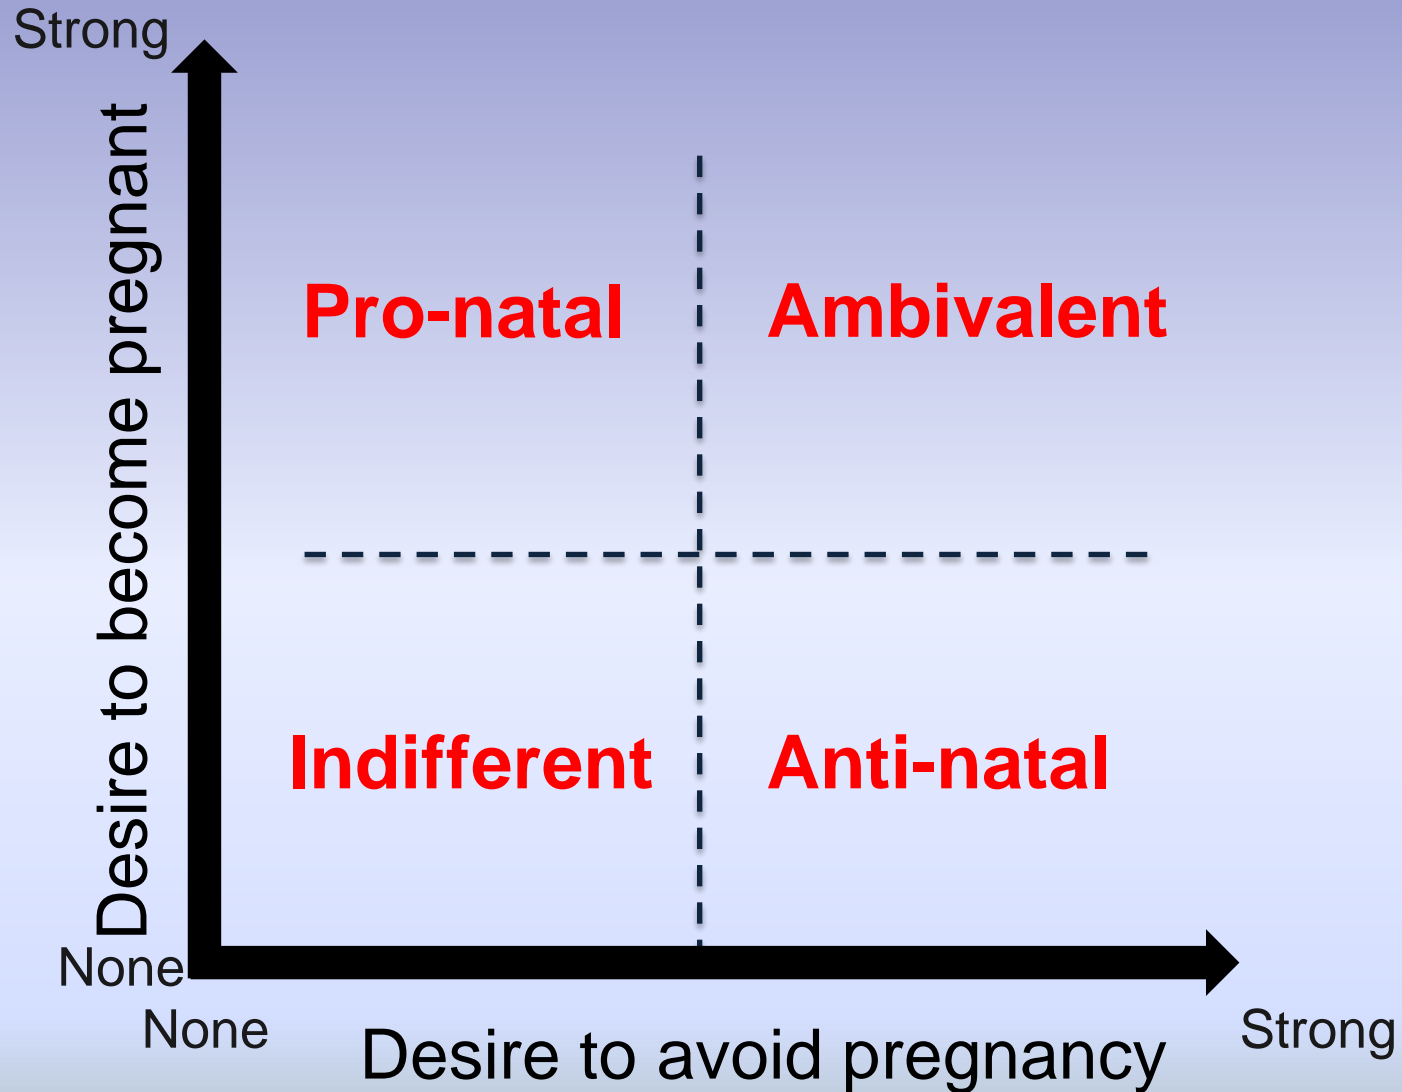 Strong
Desire to become pregnant
Pro-natal
Ambivalent
Indifferent
Anti-natal
None
None
Desire to avoid pregnancy
Strong